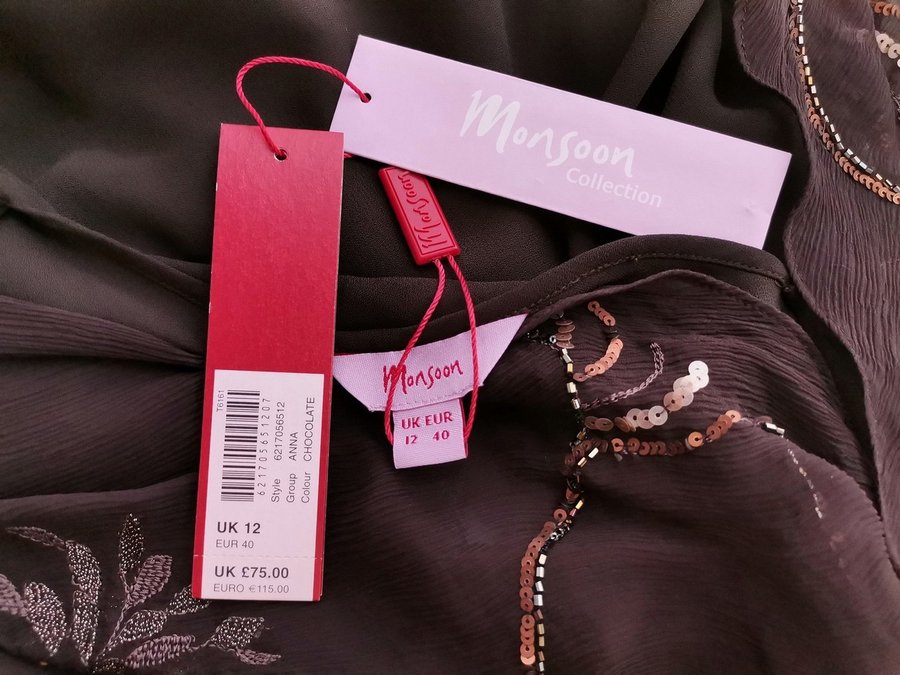 Monsoon
Collection
Monsoon
Monsoon
UK EUR
12 40
T6161
6217056651207
Style 6217056512
Group ANNA
Colour CHOCOLATE
UK 12
EUR 40
UK £75.00
EURO €115.00